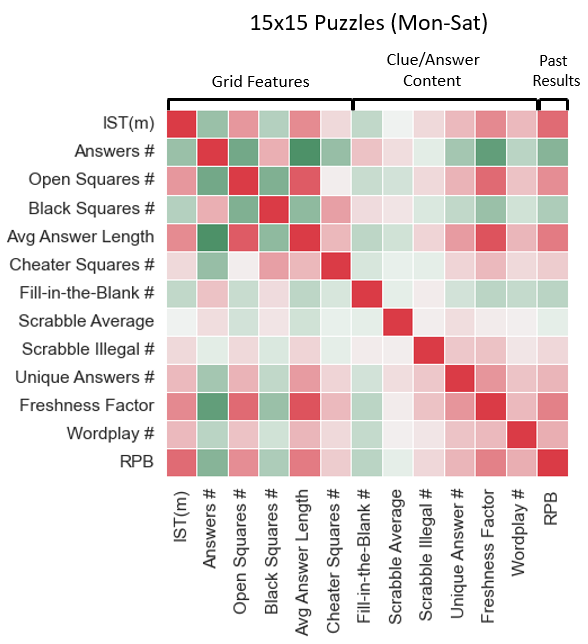 15x15 Puzzles (Mon-Sat)
Grid Features
Clue/Answer
Content
Past
Results
IST(m)
Answers #
Open Squares #
Black Squares #
Avg Answer Length
Cheater Squares #
Fill-in-the-Blank #
Scrabble Average
Scrabble Illegal #
Unique Answers #
Freshness Factor
Wordplay #
RPB
IST(m)
Answers #
Open Squares #
Black Squares #
Avg Answer Length
Cheater Squares #
Fill-in-the-Blank #
Scrabble Average
Scrabble Illegal #
Unique Answer #
Freshness Factor
Wordplay #
RPB